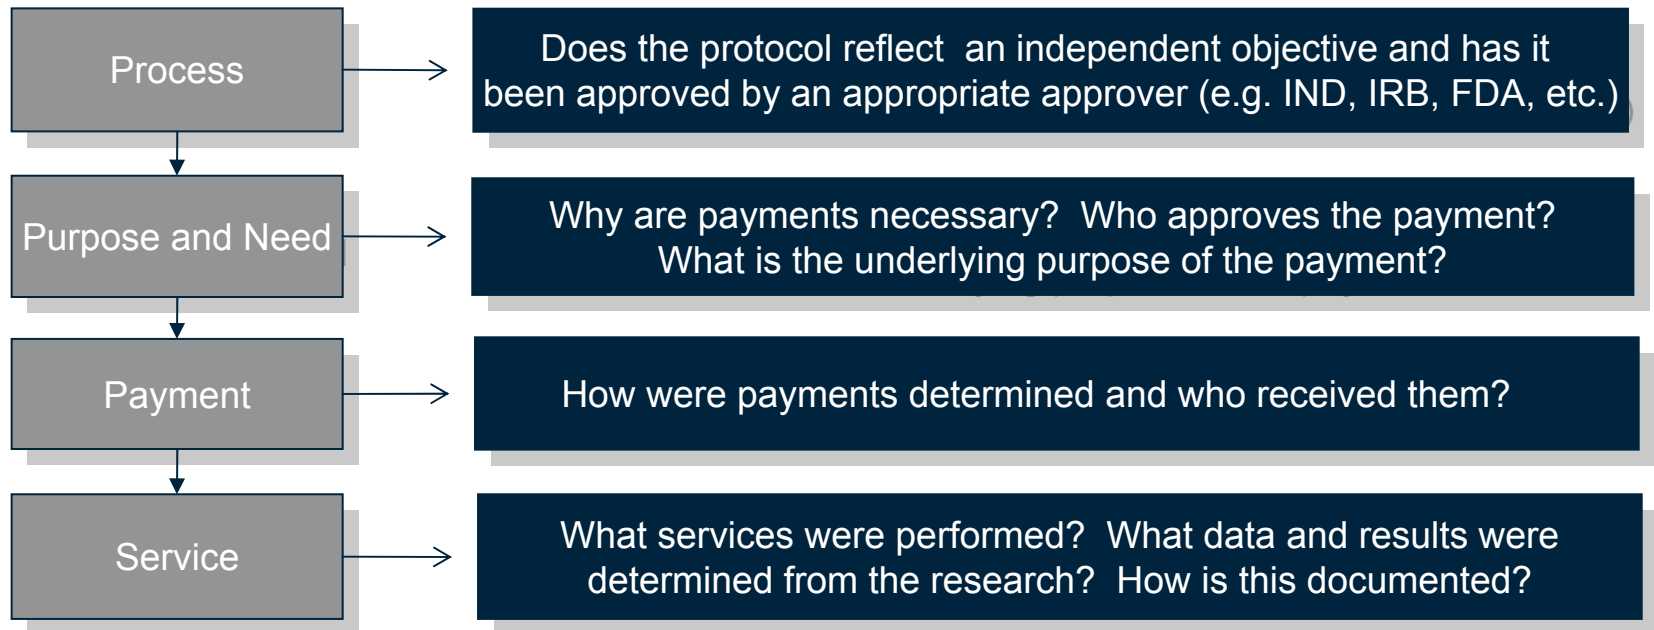 Process
Does the protocol reflect  an independent objective and has it
been approved by an appropriate approver (e.g. IND, IRB, FDA, etc.)
Purpose and Need
Why are payments necessary?  Who approves the payment?
What is the underlying purpose of the payment?
Payment
How were payments determined and who received them?
Service
What services were performed?  What data and results were
determined from the research?  How is this documented?